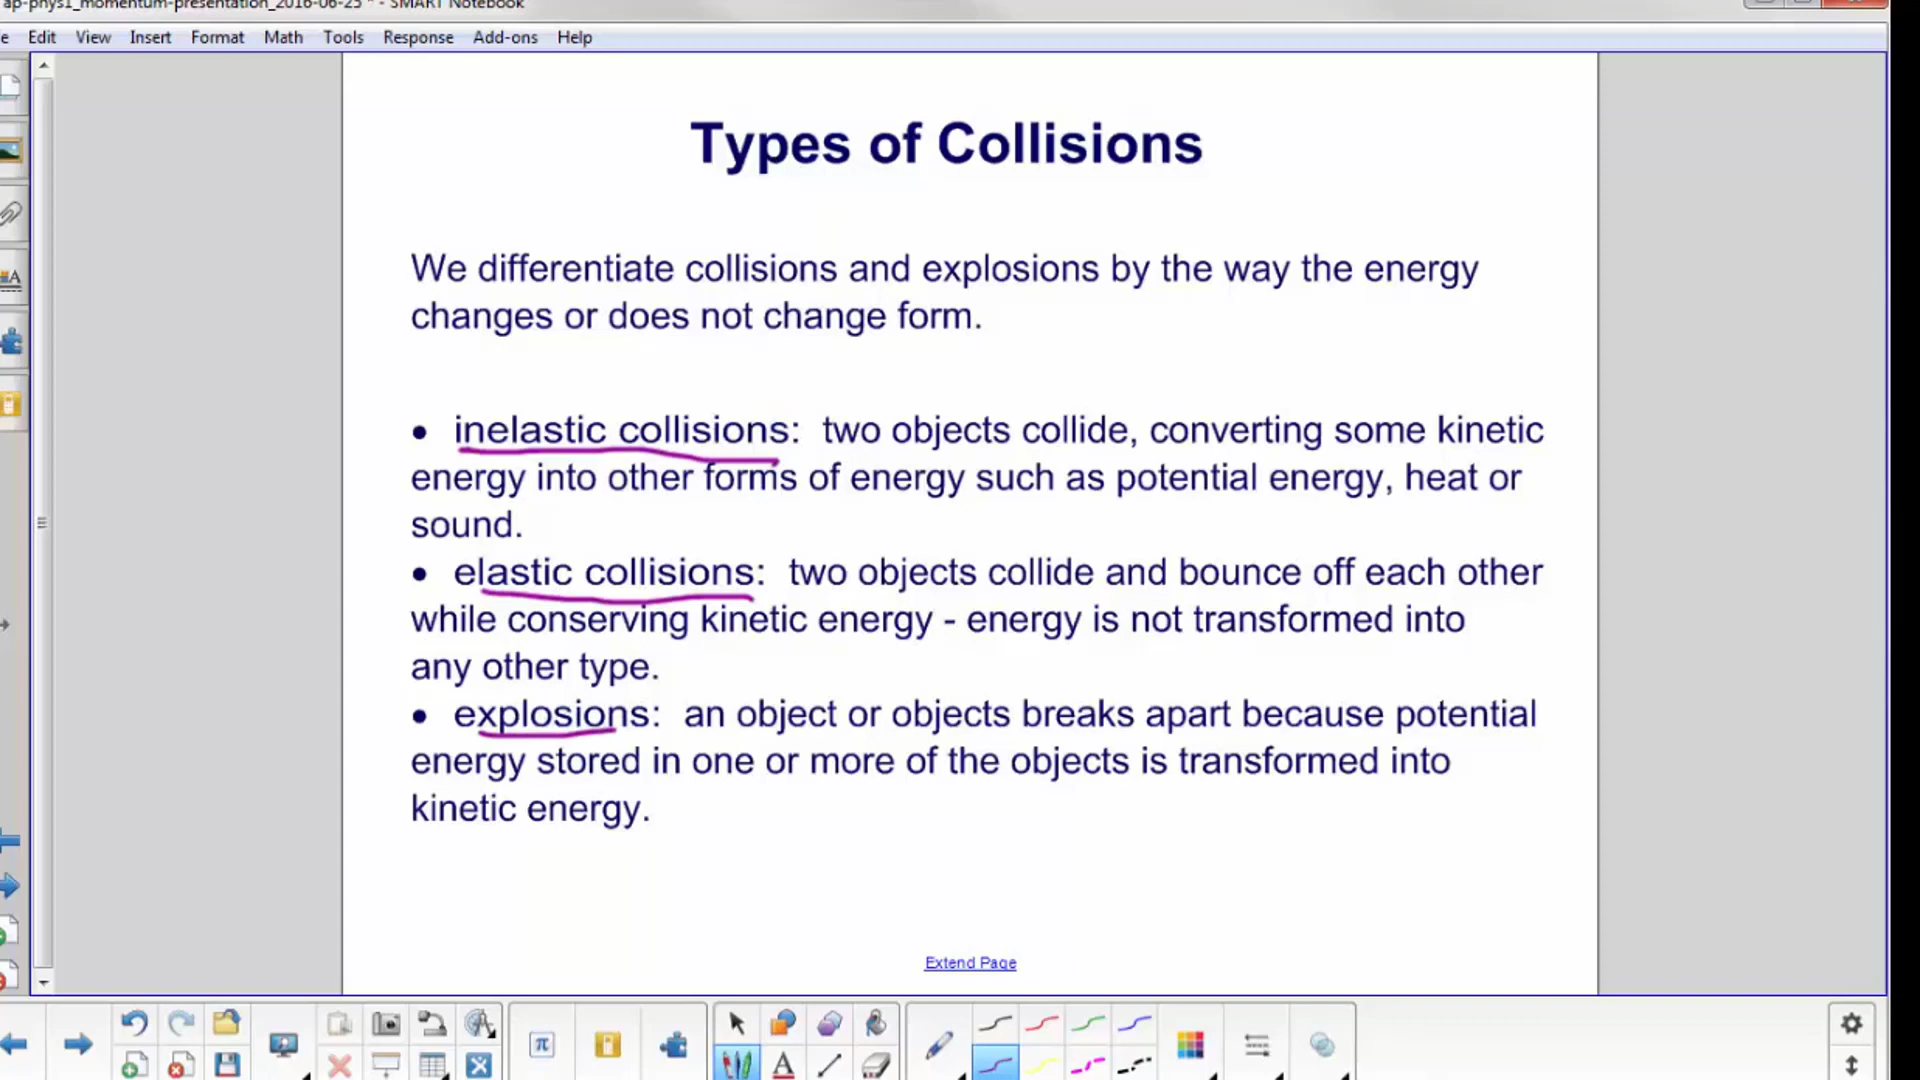 ap-phys1_momentum-presentation_2016-06-23 * - SMART Notebook
Edit View Insert Format Math Tools Response Add-ons Help
Types of Collisions
We differentiate collisions and explosions by the way the energy
changes or does not change form.
• inelastic collisions: two objects collide, converting some kinetic
energy into other forms of energy such as potential energy, heat or
sound.
• elastic collisions: two objects collide and bounce off each other
while conserving kinetic energy - energy is not transformed into
any other type.
• explosions: an object or objects breaks apart because potential
energy stored in one or more of the objects is transformed into
kinetic energy.
Extend Page